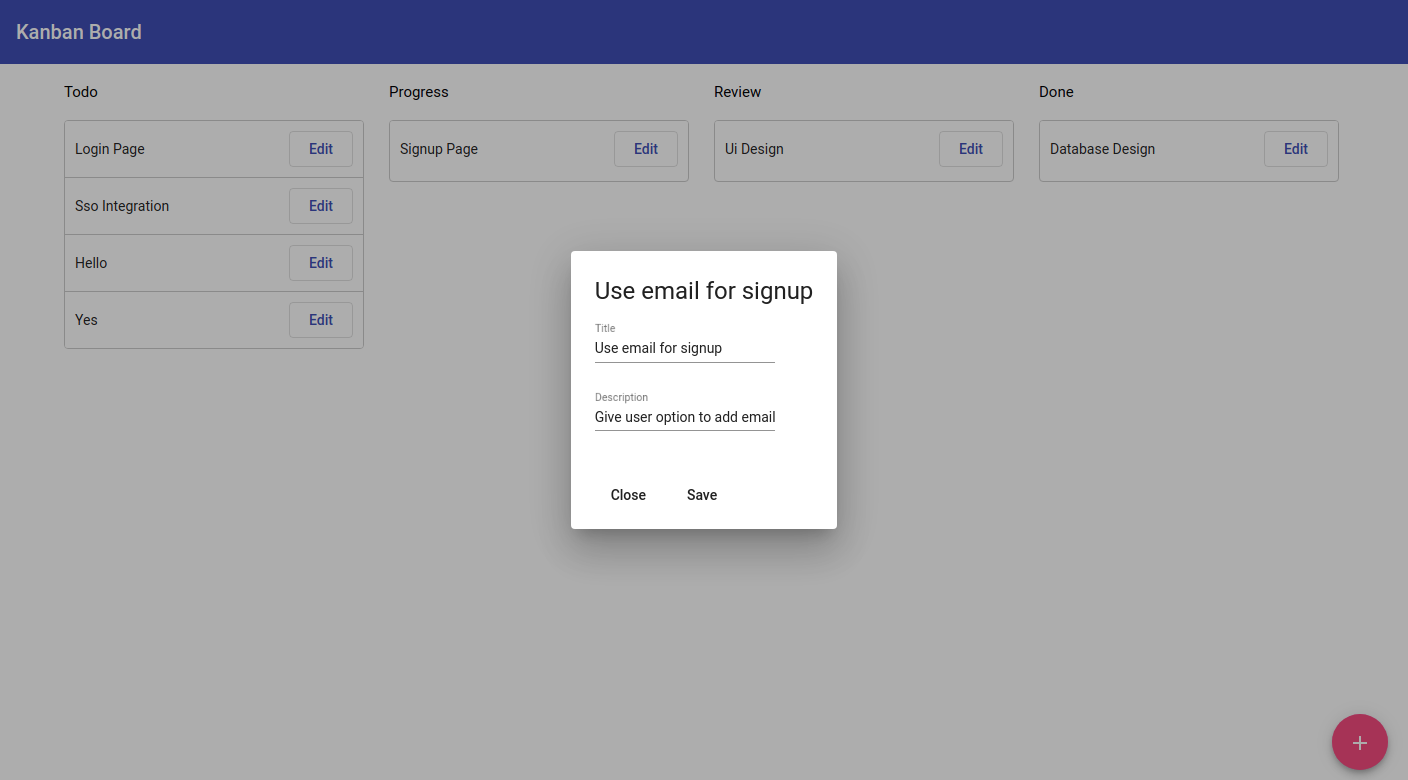 Kanban Board
Todo
Progress
Review
Done
Login Page Edit
Signup Page Edit
Ui Design Edit
Database Design Edit
Sso Integration Edit
Hello Edit
Yes Edit
Use email for signup
Title
Use email for signup
Description
Give user option to add email
Close Save
+